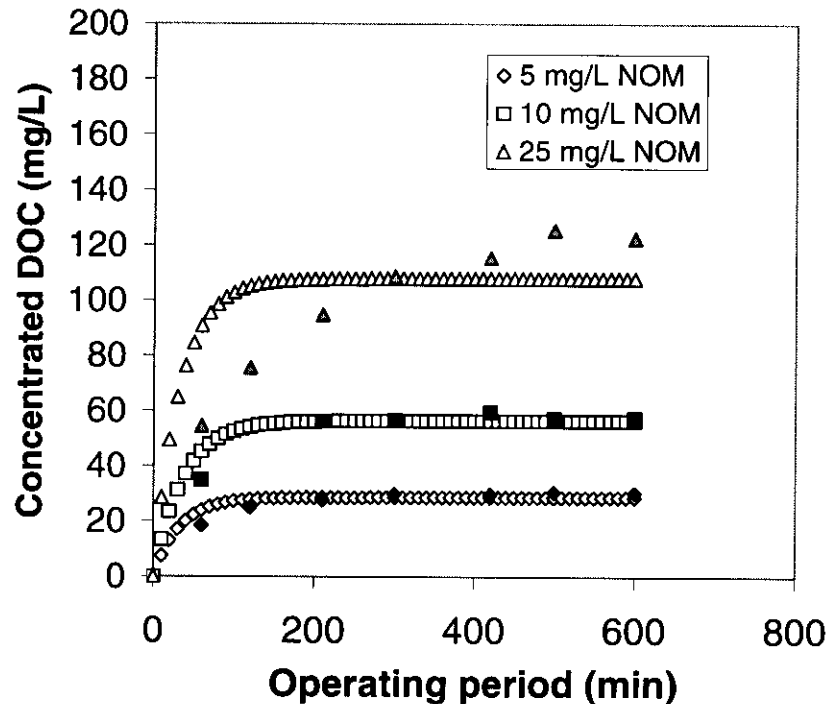 200
180
160
140
120
100
80
60
40
20
0
Concentrated DOC (mg/L)
5 mg/L NOM
10 mg/L NOM
25 mg/L NOM
0 200 400 600 800
Operating period (min)